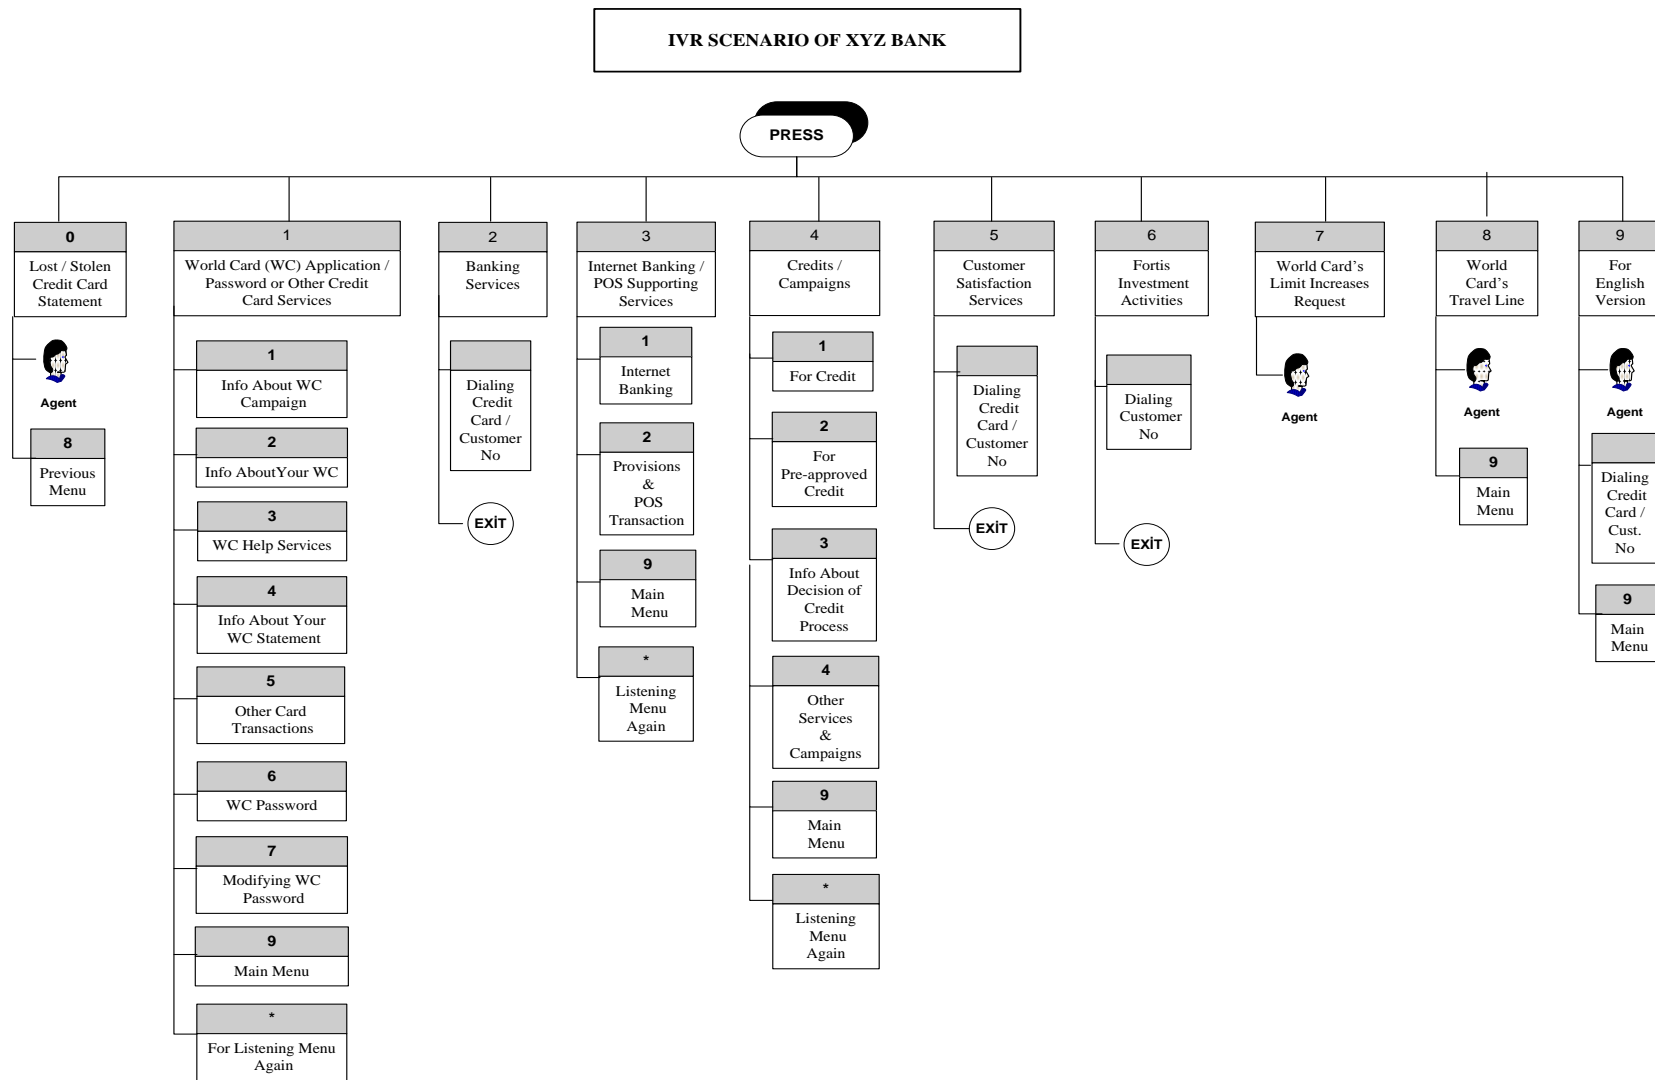 IVR SCENARIO OF XYZ BANK
PRESS
0
Lost / Stolen
Credit Card
Statement
Agent
8
Previous
Menu
1
World Card (WC) Application /
Password or Other Credit
Card Services
1
Info About WC
Campaign
2
Info AboutYour WC
3
WC Help Services
4
Info About Your
WC Statement
5
Other Card
Transactions
6
WC Password
7
Modifying WC
Password
9
Main Menu
*
For Listening Menu
Again
2
Banking
Services
Dialing
Credit
Card /
Customer
No
EXİT
3
Internet Banking /
POS Supporting
Services
1
Internet
Banking
2
Provisions
&
POS
Transaction
9
Main
Menu
*
Listening
Menu
Again
4
Credits /
Campaigns
1
For Credit
2
For
Pre-approved
Credit
3
Info About
Decision of
Credit
Process
4
Other
Services
&
Campaigns
9
Main
Menu
*
Listening
Menu
Again
5
Customer
Satisfaction
Services
Dialing
Credit
Card /
Customer
No
EXİT
6
Fortis
Investment
Activities
Dialing
Customer
No
EXİT
7
World Card's
Limit Increases
Request
Agent
8
World
Card's
Travel Line
Agent
9
Main
Menu
9
For
English
Version
Agent
Dialing
Credit
Card /
Cust.
No
9
Main
Menu